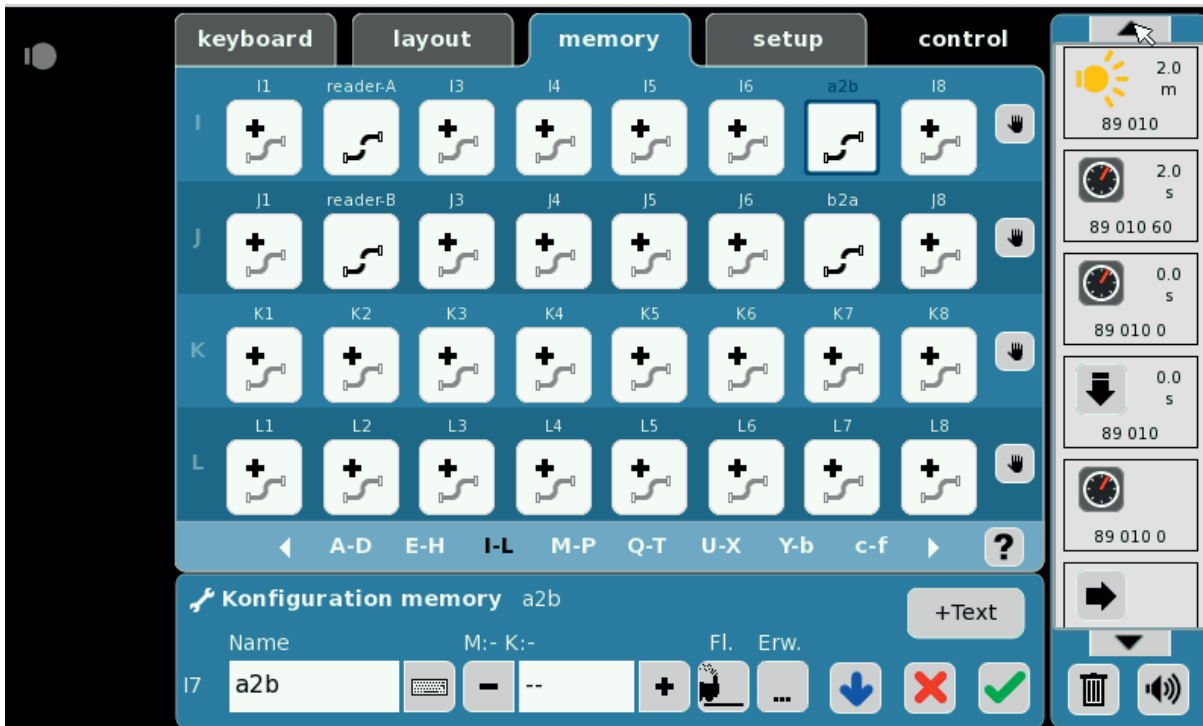 keyboard layout memory setup control
I1 reader-A I3 I4 I5 I6 a2b I8
I
J1 reader-B J3 J4 J5 J6 b2a J8
J
K1 K2 K3 K4 K5 K6 K7 K8
K
L1 L2 L3 L4 L5 L6 L7 L8
L
A-D E-H I-L M-P Q-T U-X Y-b c-f ?
Konfiguration memory a2b
+Text
Name M:- K:- Fl. Erw.
I7 a2b -- ...
2.0
m
89 010
2.0
s
89 010 60
0.0
s
89 010 0
0.0
s
89 010
89 010 0